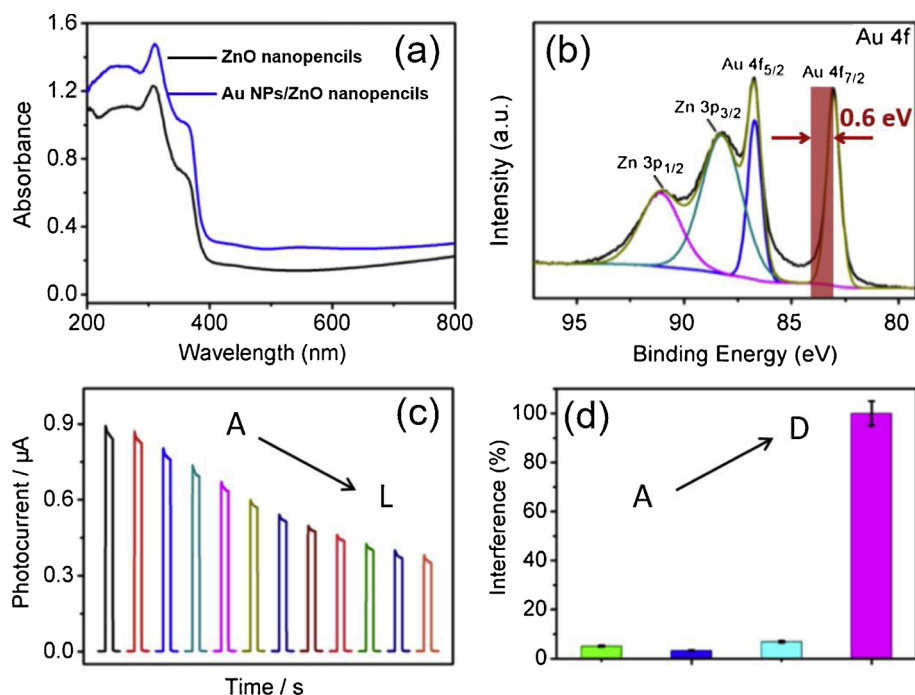 (a)
ZnO nanopencils
Au NPs/ZnO nanopencils
Absorbance
1.6
1.2
0.8
0.4
0.0
200
400
600
800
Wavelength (nm)
(b)
Au 4f
Au 4f5/2
Au 4f7/2
Zn 3p3/2
Zn 3p1/2
0.6 eV
Intensity (a.u.)
95
90
85
80
Binding Energy (eV)
(c)
A
L
Photocurrent / μA
0.9
0.6
0.3
0.0
Time / s
(d)
A
D
Interference (%)
100
80
60
40
20
10
0